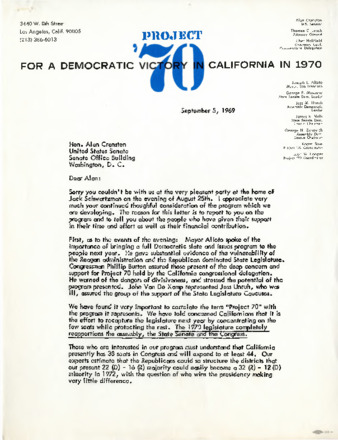 3460 W. 8th Street
Los Angeles, Calif. 90005
PROJECT
'70
FOR A DEMOCRATIC VICTORY IN CALIFORNIA IN 1970
Alan Cranston
U.S. Senator
September 5, 1969
Hon. Alan Cranston
United States Senate
Senate Office Building
Washington, D. C.
Dear Alan:
Sorry you couldn't be with us at the very pleasant party at the home of
Jack Schwartzman on the evening of August 25th. I appreciate very
much your continued thoughtful consideration of the program which we
are developing. The reason for this letter is to report to you on the
program and to tell you about the people who have given their support
in their time and effort as well as their financial contribution.
First, as to the events of the evening: Mayor Alioto spoke of the
importance of bringing a full Democratic slate and issues program to the
people next year. He gave substantial evidence of the vulnerability of
the Reagan administration and the Republican dominated State Legislature.
Congressman Phillip Burton assured those present of the deep concern and
support for Project 70 held by the California congressional delegation.
He warned of the dangers of divisiveness, and stressed the potential of the
program presented. John Van De Kamp represented Jess Unruh, who was
ill, assured the group of the support of the State Legislature Caucuses.
We have found it very important to correlate the term "Project 70" with
the program it represents. We have told concerned Californians that it is
the effort to recapture the legislature next year by concentrating on the
few seats while protecting the rest. The 1970 legislature completely
reapportions the assembly, the State Senate and the Congress.
Those who are interested in our program must understand that California
presently has 38 seats in Congress and will expand to at least 44. Our
experts estimate that the Republicans could so structure the districts that
our present 22 (D) - 16 (R) majority could easily become a 32 (R) - 12 (D)
minority in 1972, with the question of who wins the presidency making
very little difference.